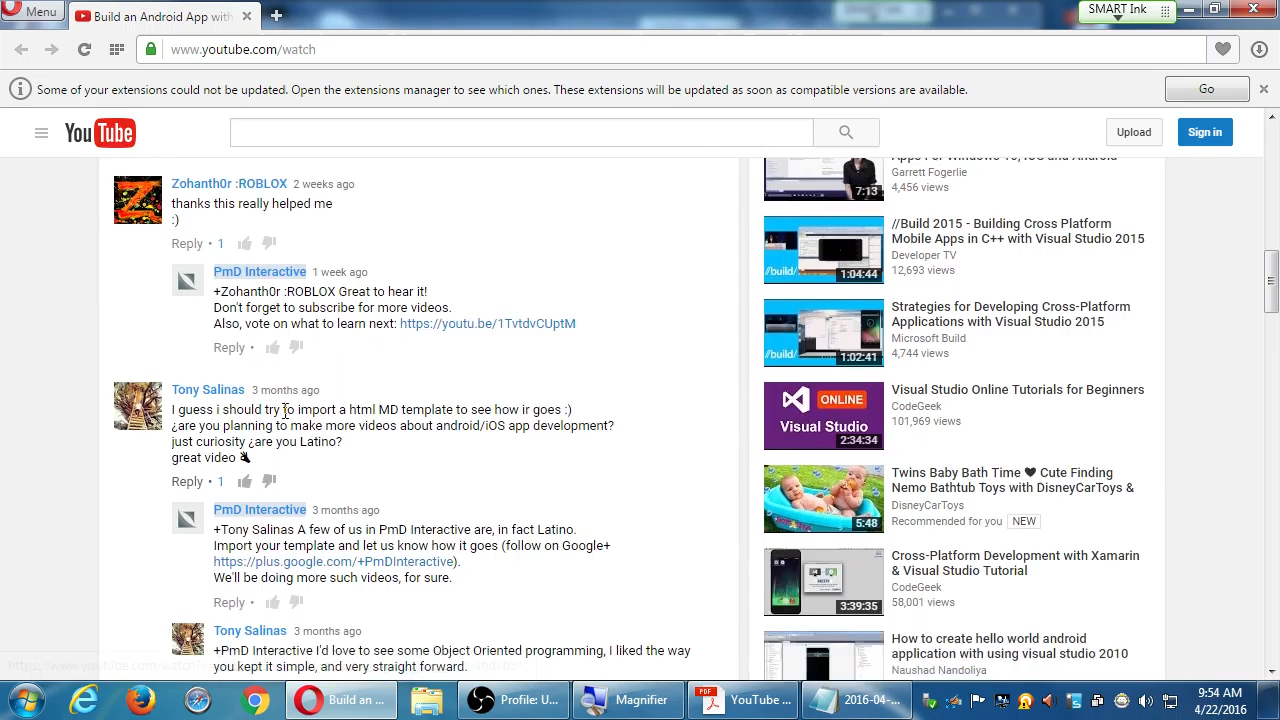 Menu
Build an Android App with
SMART Ink
www.youtube.com/watch
Some of your extensions could not be updated. Open the extensions manager to see which ones. These extensions will be updated as soon as compatible versions are available.
Go
YouTube
Upload
Sign in
Zohanth0r :ROBLOX 2 weeks ago
thanks this really helped me
:)
Reply • 1
PmD Interactive 1 week ago
+Zohanth0r :ROBLOX Great to hear it!
Don't forget to subscribe for more videos.
Also, vote on what to learn next: https://youtu.be/1TvtdvCUptM
Reply •
Tony Salinas 3 months ago
I guess i should try to import a html MD template to see how ir goes :)
¿are you planning to make more videos about android/iOS app development?
just curiosity ¿are you Latino?
great video
Reply • 1
PmD Interactive 3 months ago
+Tony Salinas A few of us in PmD Interactive are, in fact Latino.
Import your template and let us know how it goes (follow on Google+
https://plus.google.com/+PmDInteractive).
We'll be doing more such videos, for sure.
Reply •
Tony Salinas 3 months ago
+PmD Interactive I'd love to see some Object Oriented programming, I liked the way
you kept it simple, and very straight forward.
Apps For Windows 10, iOS and Android
Garrett Fogerlie
4,456 views
7:13
//Build 2015 - Building Cross Platform
Mobile Apps in C++ with Visual Studio 2015
Developer TV
12,693 views
//build/
1:04:44
Strategies for Developing Cross-Platform
Applications with Visual Studio 2015
Microsoft Build
4,744 views
//build/
1:02:41
Visual Studio Online Tutorials for Beginners
CodeGeek
101,969 views
ONLINE
Visual Studio
2:34:34
Twins Baby Bath Time ❤ Cute Finding
Nemo Bathtub Toys with DisneyCarToys &
DisneyCarToys
Recommended for you NEW
5:48
Cross-Platform Development with Xamarin
& Visual Studio Tutorial
CodeGeek
58,001 views
3:39:35
How to create hello world android
application with using visual studio 2010
Naushad Nandoliya
Build an ...
Profile: U...
Magnifier
PDF
YouTube ...
2016-04-...
9:54 AM
4/22/2016